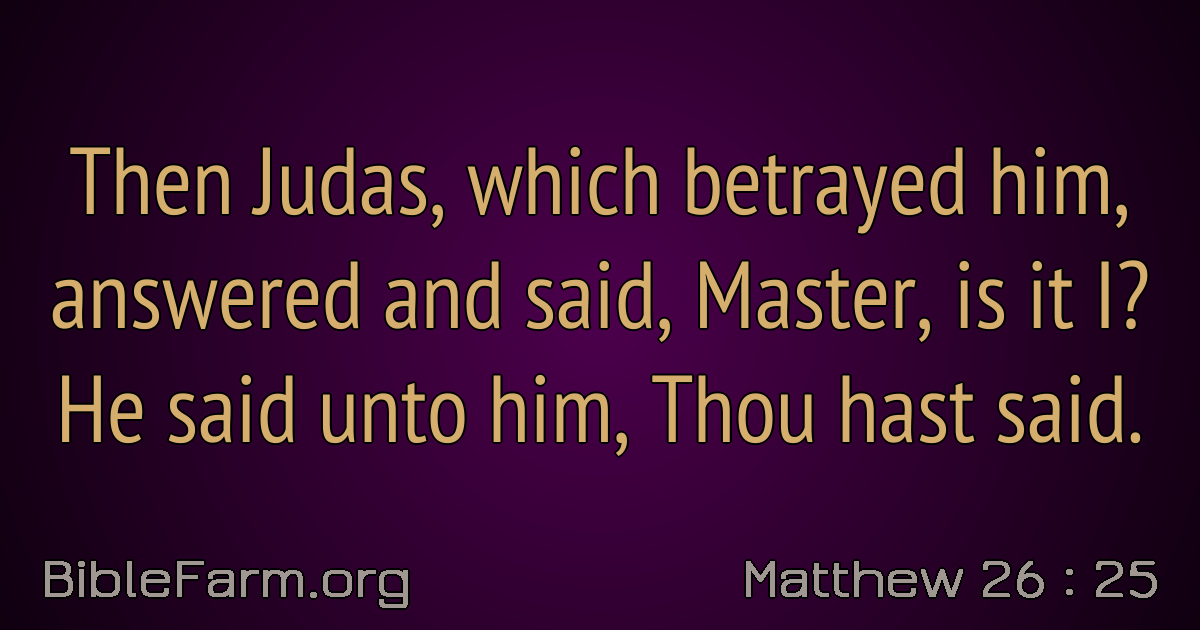 Then Judas, which betrayed him,
answered and said, Master, is it I?
He said unto him, Thou hast said.
BibleFarm.org
Matthew 26 : 25